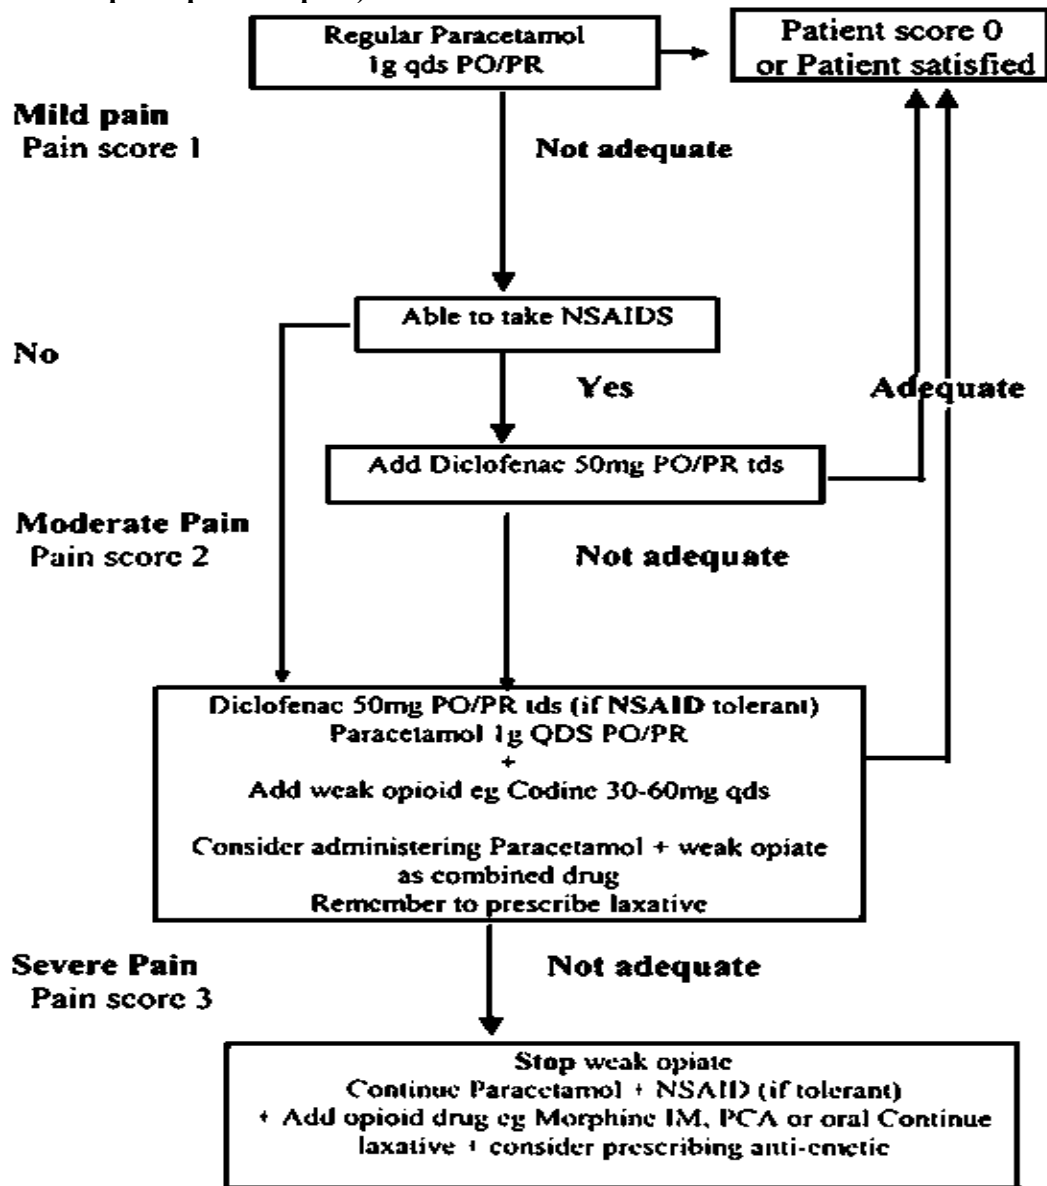 Regular Paracetamol
1g qds PO/PR
Patient score 0
or Patient satisfied
Mild pain
Pain score 1
Not adequate
Able to take NSAIDS
No
Yes
Adequate
Add Diclofenac 50mg PO/PR tds
Moderate Pain
Pain score 2
Not adequate
Diclofenac 50mg PO/PR tds (if NSAID tolerant)
Paracetamol 1g QDS PO/PR
+
Add weak opioid eg Codine 30-60mg qds
Consider administering Paracetamol + weak opiate
as combined drug
Remember to prescribe laxative
Severe Pain
Pain score 3
Not adequate
Stop weak opiate
Continue Paracetamol + NSAID (if tolerant)
+ Add opioid drug eg Morphine IM, PCA or oral Continue
laxative + consider prescribing anti-emetic